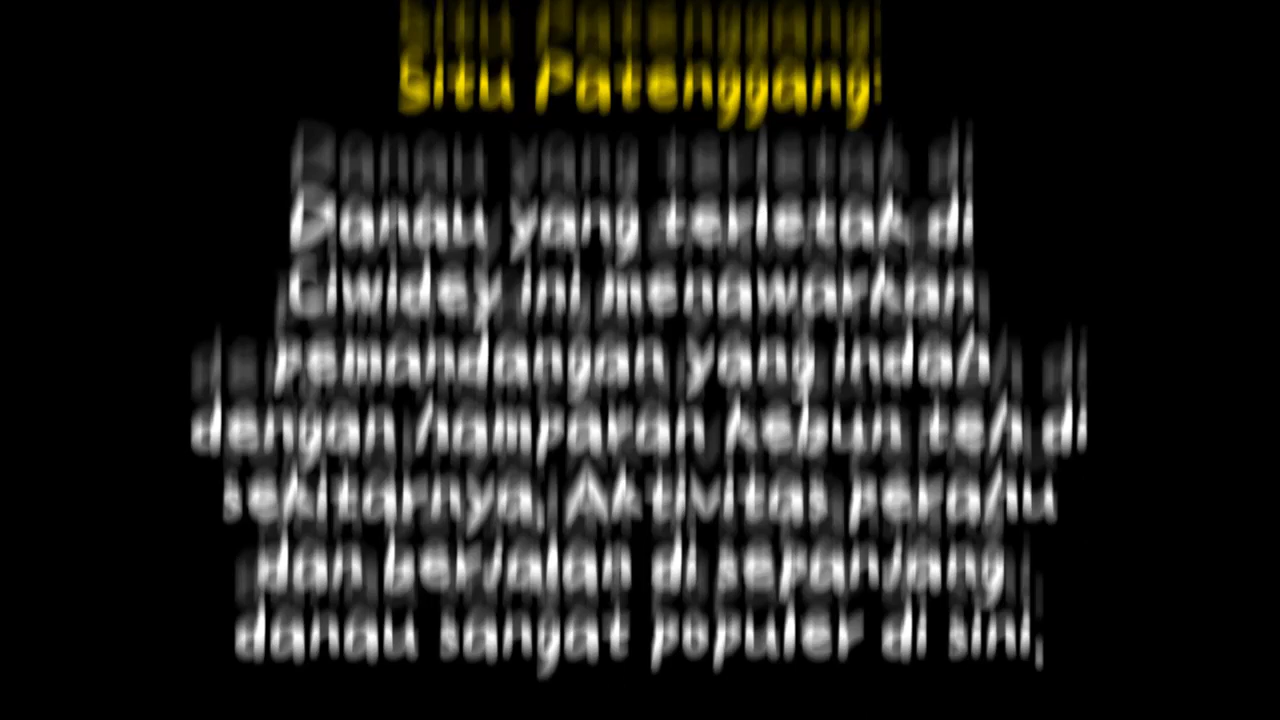 Situ Patenggang:
Danau yang terletak di
Ciwidey ini menawarkan
pemandangan yang indah
dengan hamparan kebun teh di
sekitarnya. Aktivitas perahu
dan berjalan di sepanjang
danau sangat populer di sini.